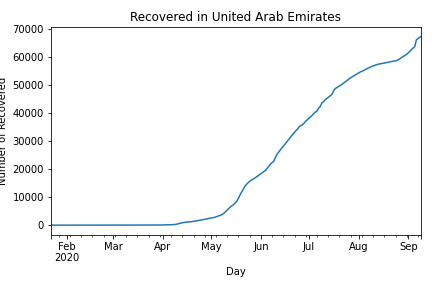 Recovered in United Arab Emirates
70000
60000
50000
40000
30000
20000
10000
0
Number of Recovered
Feb
2020
Mar
Apr
May
Jun
Jul
Aug
Sep
Day